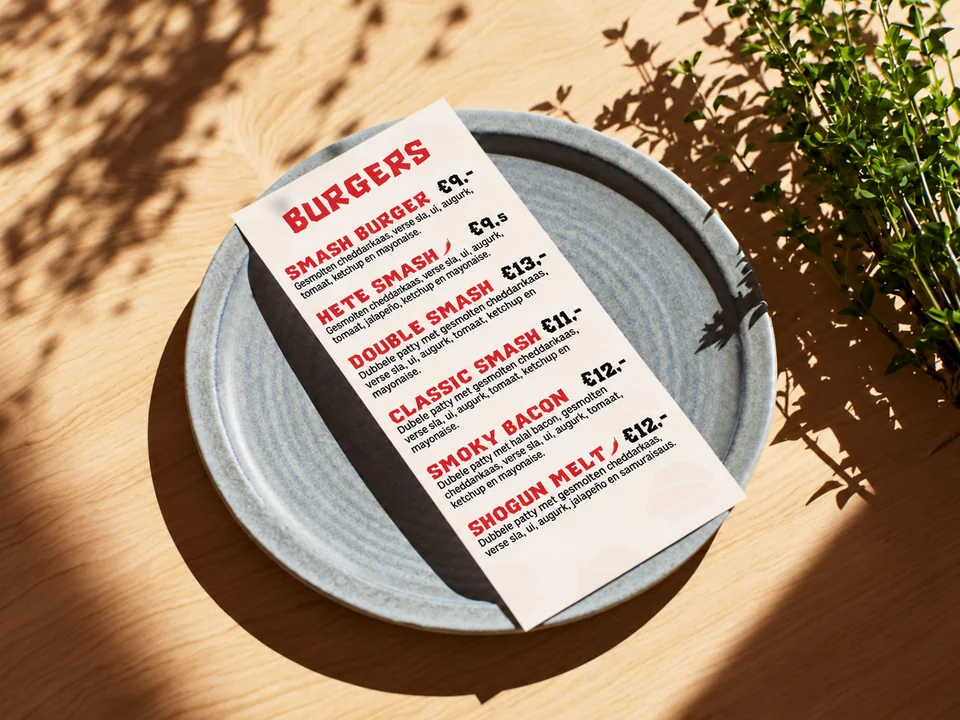 BURGERS
SMASH BURGER €9.-
Gesmolten cheddarkaas, verse sla, ui, augurk,
tomaat, ketchup en mayonaise.
HETE SMASH €9.5
Gesmolten cheddarkaas, verse sla, ui, augurk,
tomaat, jalapeño, ketchup en mayonaise.
DOUBLE SMASH €13.-
Dubbele patty met gesmolten cheddarkaas,
verse sla, ui, augurk, tomaat, ketchup en
mayonaise.
CLASSIC SMASH €11.-
Dubele patty met gesmolten cheddarkaas,
verse sla, ui, augurk, tomaat, ketchup en
mayonaise.
SMOKY BACON €12.-
Dubele patty met halal bacon, gesmolten
cheddarkaas, verse sla, ui, augurk, tomaat,
ketchup en mayonaise.
SHOGUN MELT €12.-
Dubbele patty met gesmolten cheddarkaas,
verse sla, ui, augurk, jalapeño en samuraisaus.